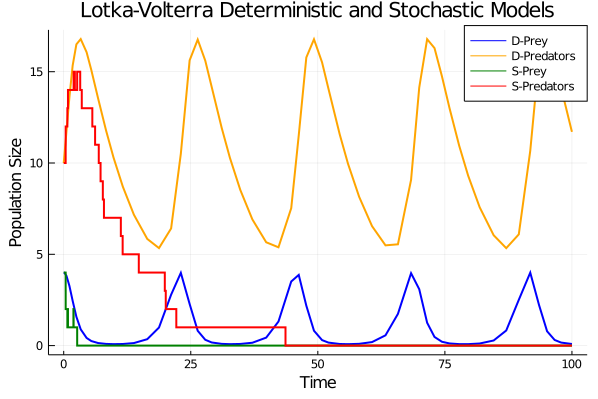 Lotka-Volterra Deterministic and Stochastic Models
D-Prey
D-Predators
S-Prey
S-Predators
15
10
5
0
Population Size
0
25
50
75
100
Time